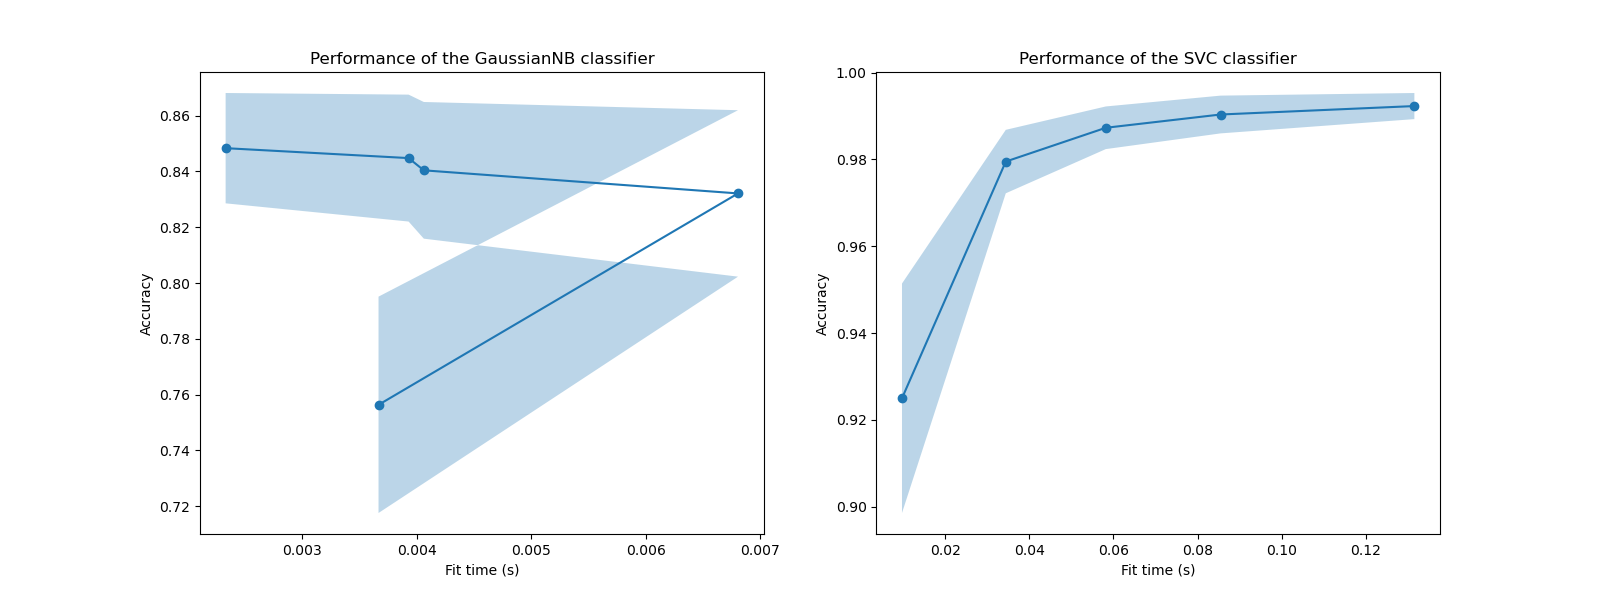 Performance of the GaussianNB classifier
Accuracy
0.86
0.84
0.82
0.80
0.78
0.76
0.74
0.72
0.003 0.004 0.005 0.006 0.007
Fit time (s)
Performance of the SVC classifier
Accuracy
1.00
0.98
0.96
0.94
0.92
0.90
0.02 0.04 0.06 0.08 0.10 0.12
Fit time (s)